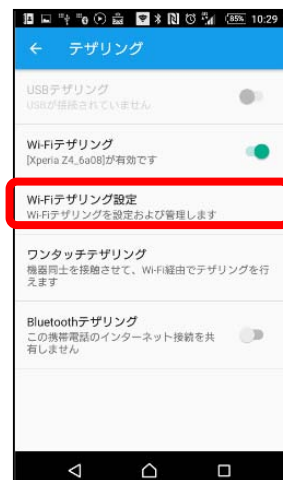 85% 10:29
テザリング
USBテザリング
USBが接続されていません
Wi-Fiテザリング
[Xperia Z4_6a08]が有効です
Wi-Fiテザリング設定
Wi-Fiテザリングを設定および管理します
ワンタッチテザリング
機器同士を接触させて、Wi-Fi経由でテザリングを行
えます
Bluetoothテザリング
この携帯電話のインターネット接続を共
有しません